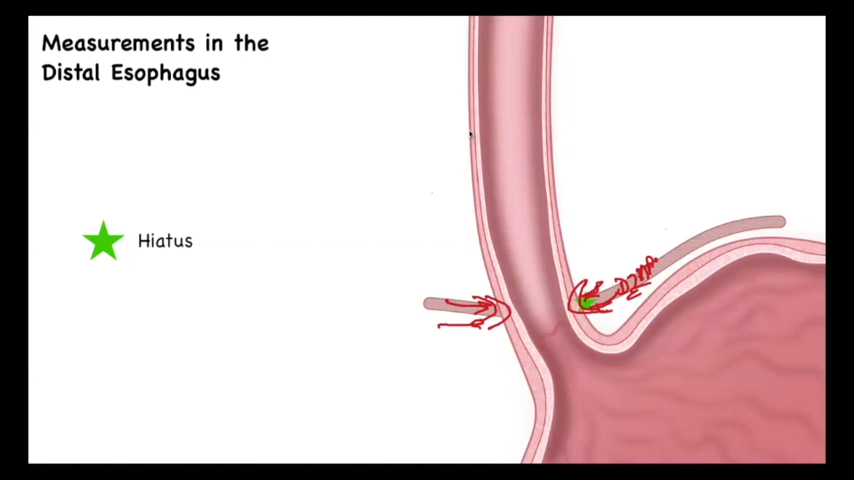 Measurements in the
Distal Esophagus
Hiatus